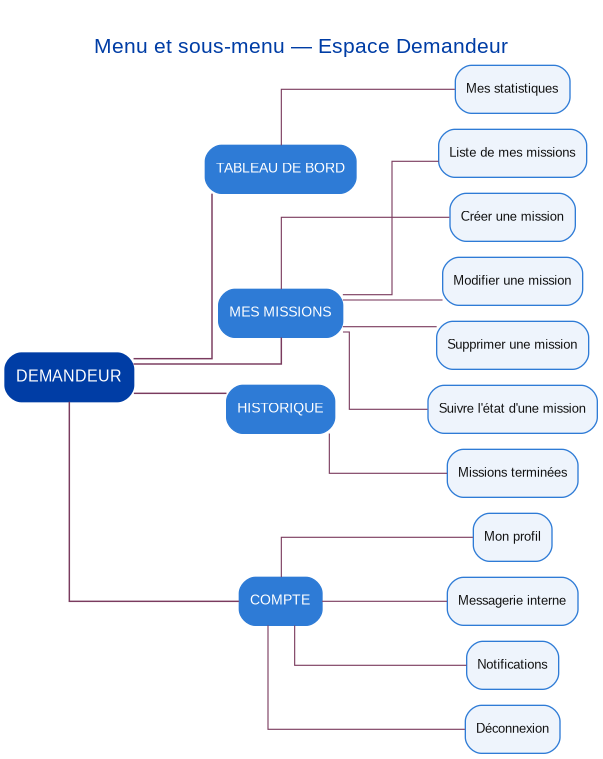 Menu et sous-menu — Espace Demandeur
Mes statistiques
TABLEAU DE BORD
Liste de mes missions
Créer une mission
Modifier une mission
MES MISSIONS
Supprimer une mission
DEMANDEUR
HISTORIQUE
Suivre l'état d'une mission
Missions terminées
Mon profil
COMPTE
Messagerie interne
Notifications
Déconnexion